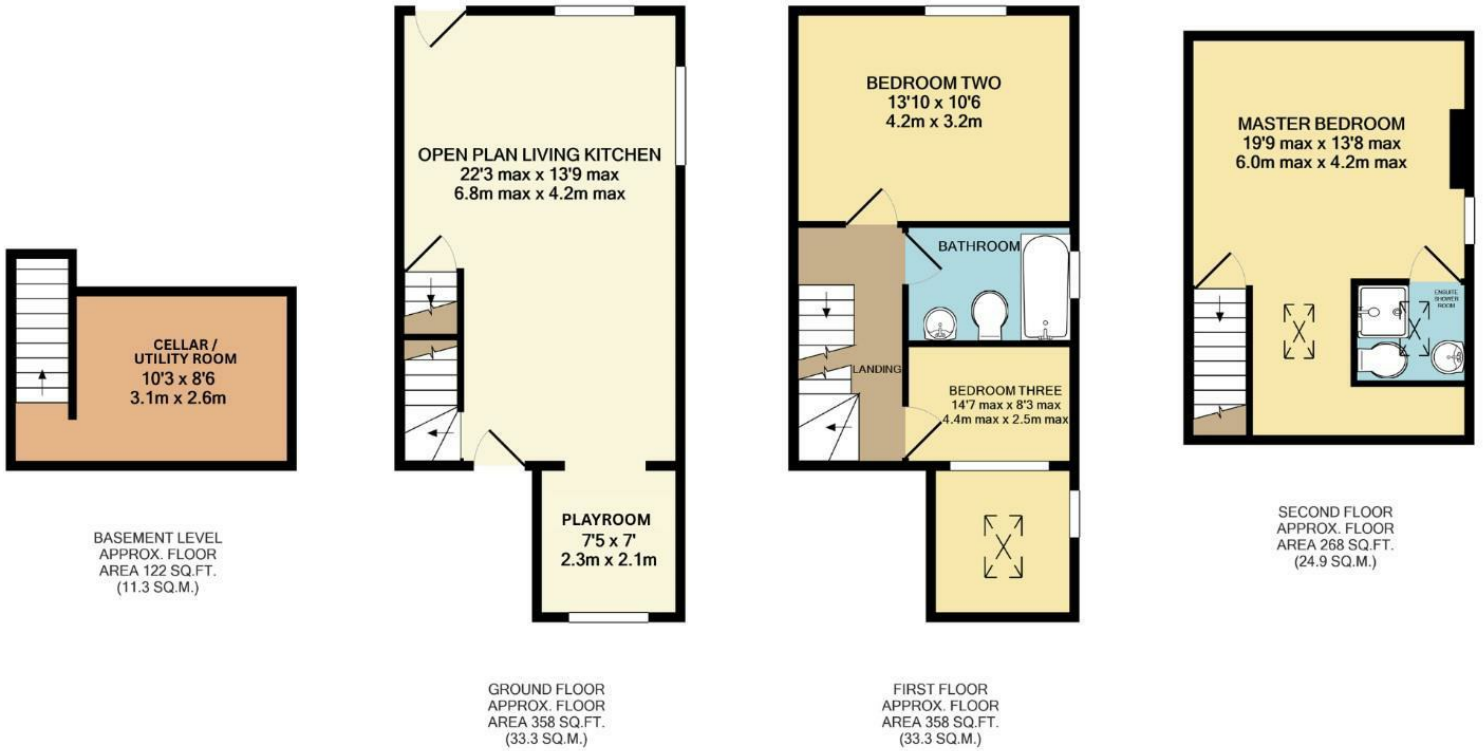 CELLAR /
UTILITY ROOM
10'3 x 8'6
3.1m x 2.6m
BASEMENT LEVEL
APPROX. FLOOR
AREA 122 SQ.FT.
(11.3 SQ.M.)
OPEN PLAN LIVING KITCHEN
22'3 max x 13'9 max
6.8m max x 4.2m max
PLAYROOM
7'5 x 7'
2.3m x 2.1m
GROUND FLOOR
APPROX. FLOOR
AREA 358 SQ.FT.
(33.3 SQ.M.)
BEDROOM TWO
13'10 x 10'6
4.2m x 3.2m
BATHROOM
LANDING
BEDROOM THREE
14'7 max x 8'3 max
4.4m max x 2.5m max
FIRST FLOOR
APPROX. FLOOR
AREA 358 SQ.FT.
(33.3 SQ.M.)
MASTER BEDROOM
19'9 max x 13'8 max
6.0m max x 4.2m max
ENSUITE
SHOWER
ROOM
SECOND FLOOR
APPROX. FLOOR
AREA 268 SQ.FT.
(24.9 SQ.M.)